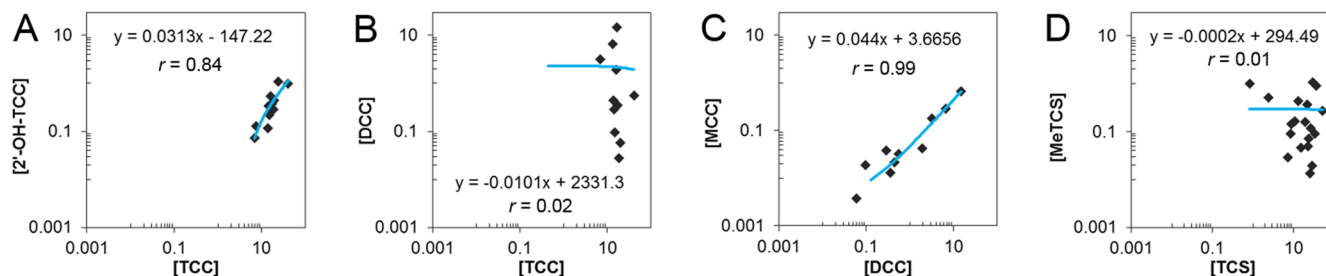 A
y = 0.0313x - 147.22
r = 0.84
[2'-OH-TCC]
10
0.1
0.001
0.001
0.1
10
[TCC]
B
[DCC]
10
0.1
0.001
y = -0.0101x + 2331.3
r = 0.02
0.001
0.1
10
[TCC]
C
y = 0.044x + 3.6656
r = 0.99
[MCC]
10
0.1
0.001
0.001
0.1
10
[DCC]
D
y = -0.0002x + 294.49
r = 0.01
[MeTCS]
10
0.1
0.001
0.001
0.1
10
[TCS]